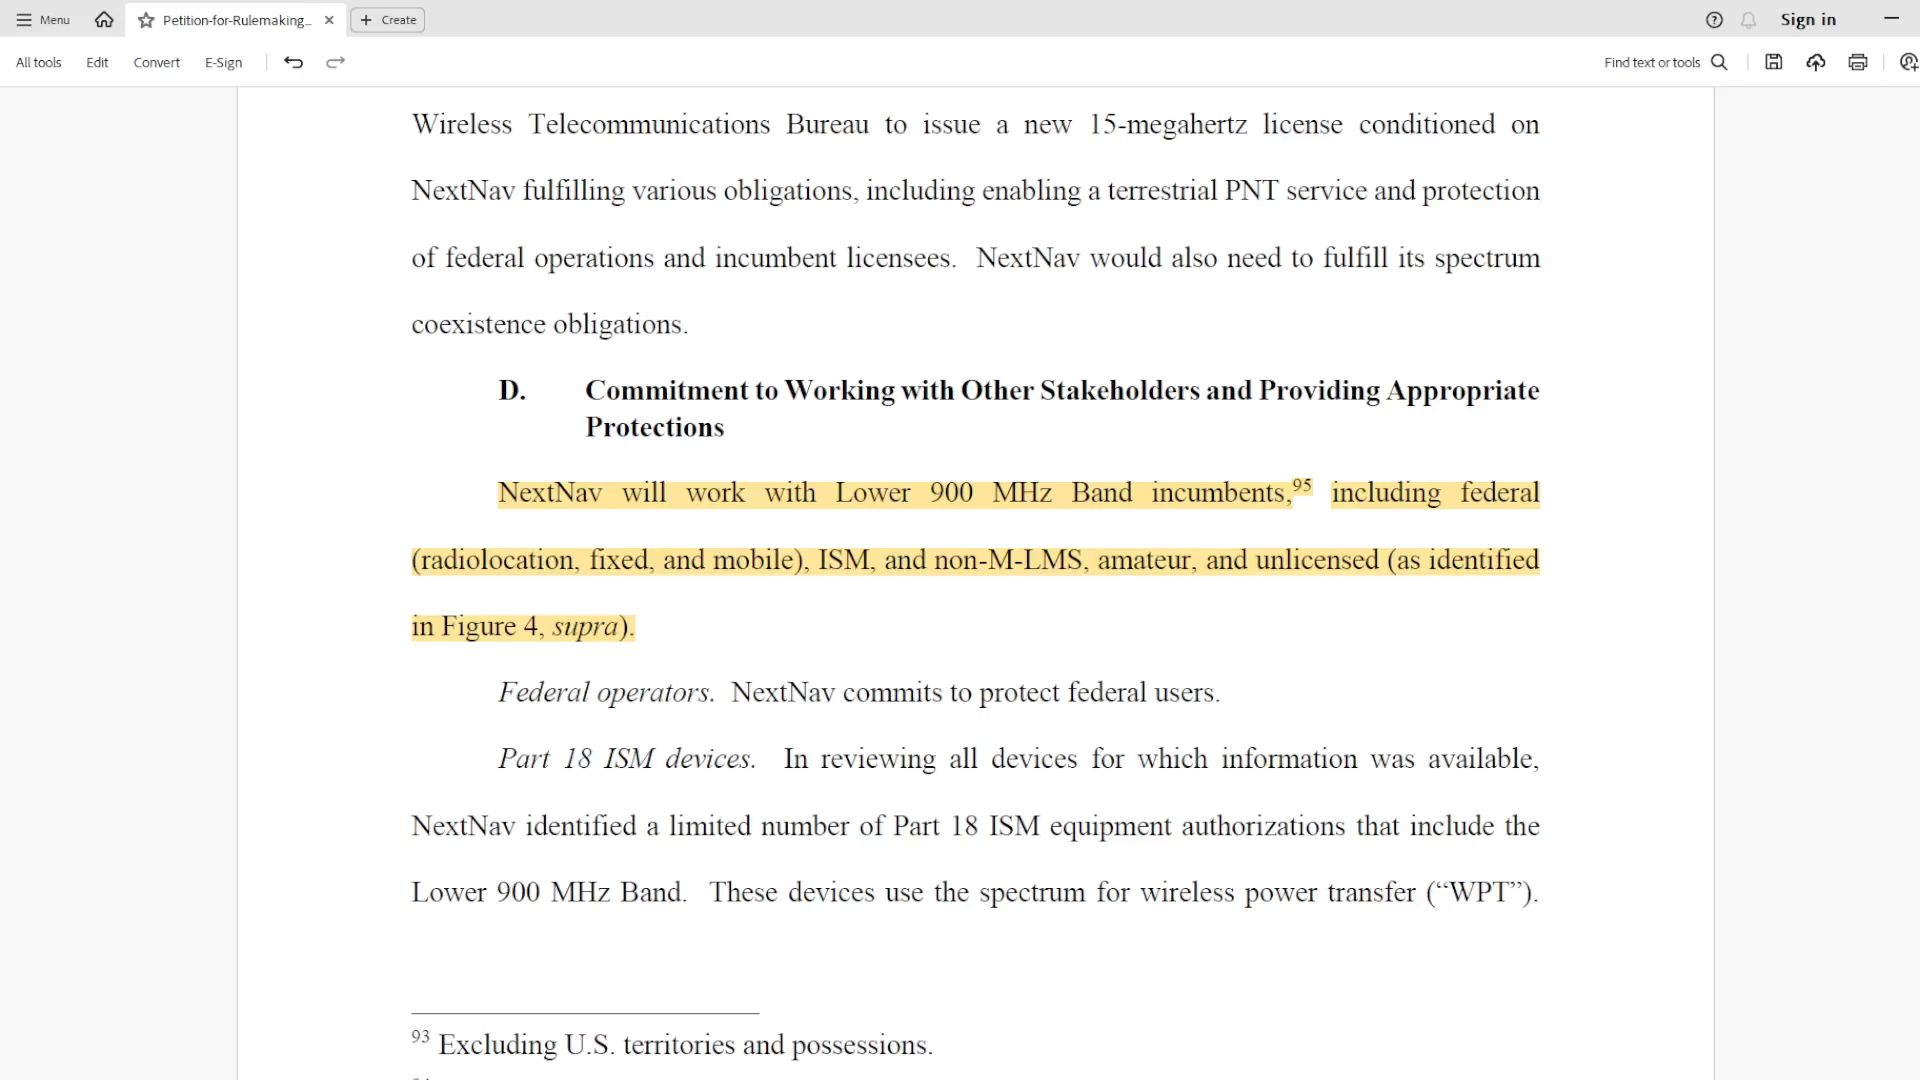 Menu
Petition-for-Rulemaking_...
Create
Sign in
All tools
Edit
Convert
E-Sign
Find text or tools
Wireless Telecommunications Bureau to issue a new 15-megahertz license conditioned on
NextNav fulfilling various obligations, including enabling a terrestrial PNT service and protection
of federal operations and incumbent licensees. NextNav would also need to fulfill its spectrum
coexistence obligations.
D. Commitment to Working with Other Stakeholders and Providing Appropriate
Protections
NextNav will work with Lower 900 MHz Band incumbents,95 including federal
(radiolocation, fixed, and mobile), ISM, and non-M-LMS, amateur, and unlicensed (as identified
in Figure 4, supra).
Federal operators. NextNav commits to protect federal users.
Part 18 ISM devices. In reviewing all devices for which information was available,
NextNav identified a limited number of Part 18 ISM equipment authorizations that include the
Lower 900 MHz Band. These devices use the spectrum for wireless power transfer (“WPT”).
93 Excluding U.S. territories and possessions.